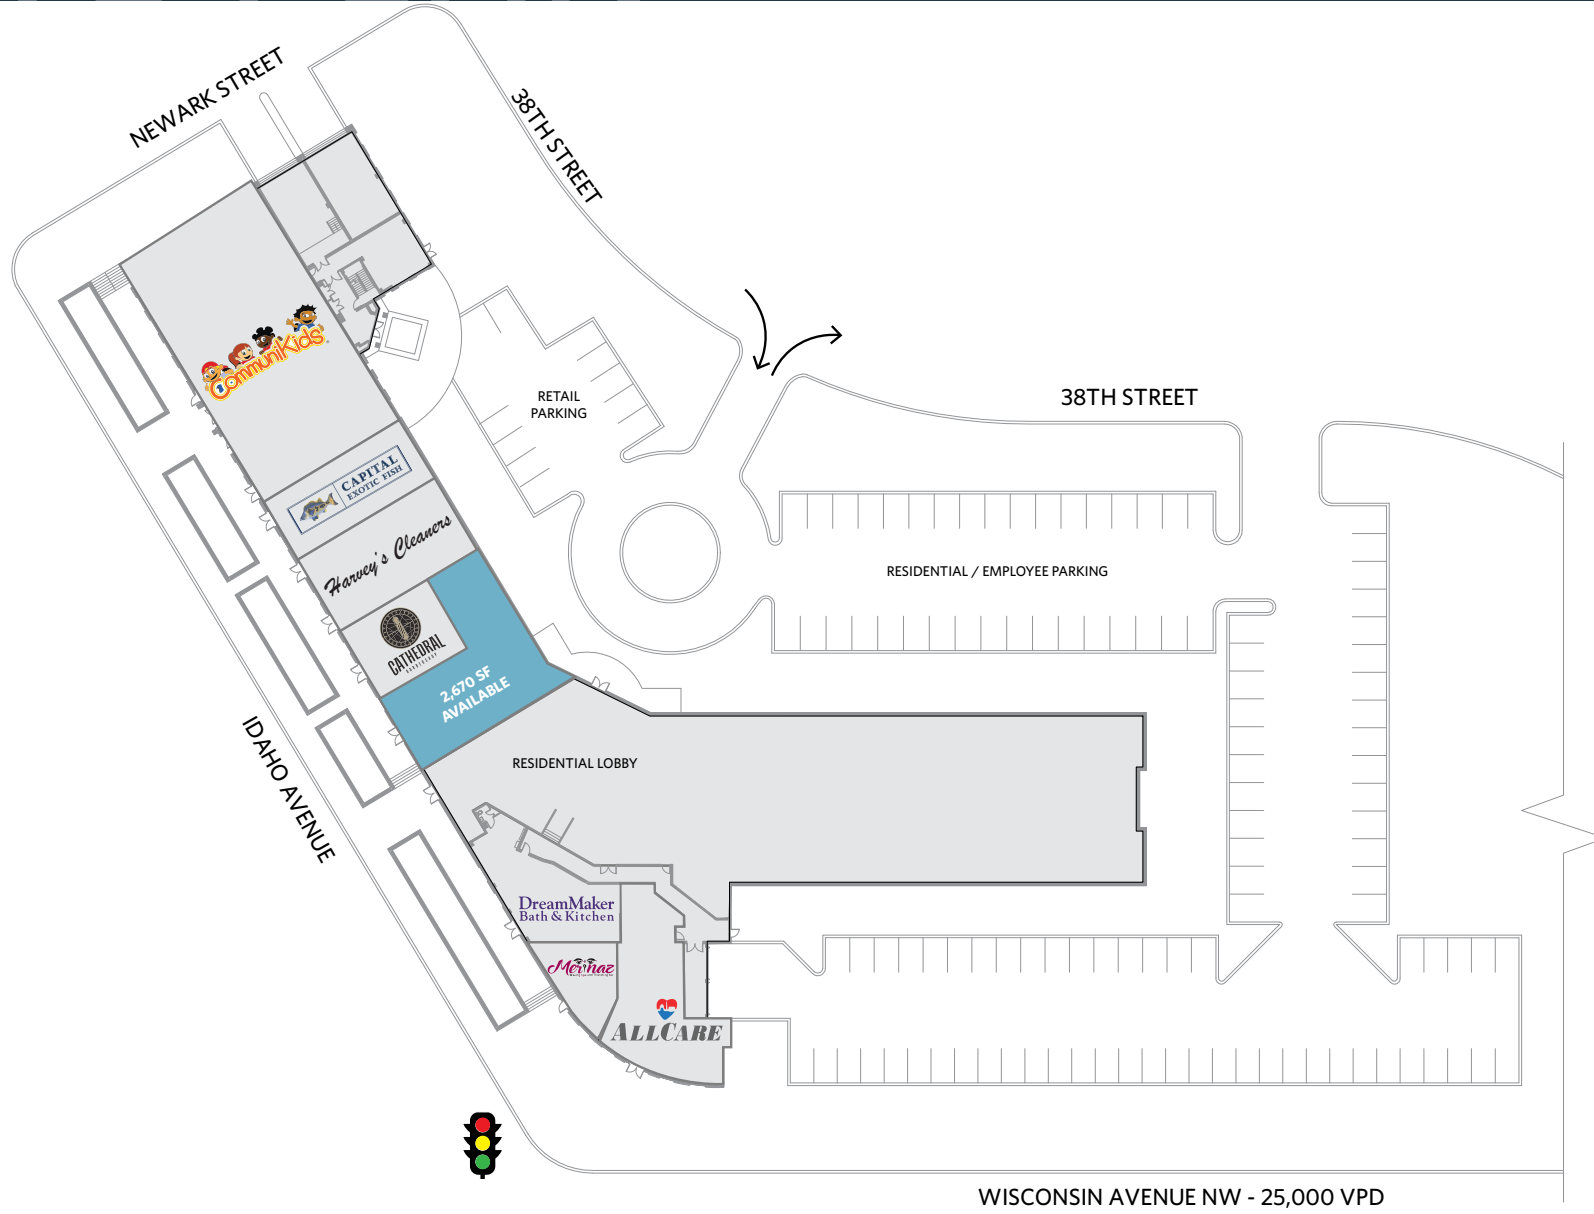 NEWARK STREET
38TH STREET
CommuniKids
RETAIL
PARKING
38TH STREET
CAPITAL
EXOTIC FISH
Harvey's Cleaners
RESIDENTIAL / EMPLOYEE PARKING
CATHEDRAL
2,670 SF
AVAILABLE
IDAHO AVENUE
RESIDENTIAL LOBBY
DreamMaker
Bath & Kitchen
Merinaz
ALLCARE
WISCONSIN AVENUE NW - 25,000 VPD